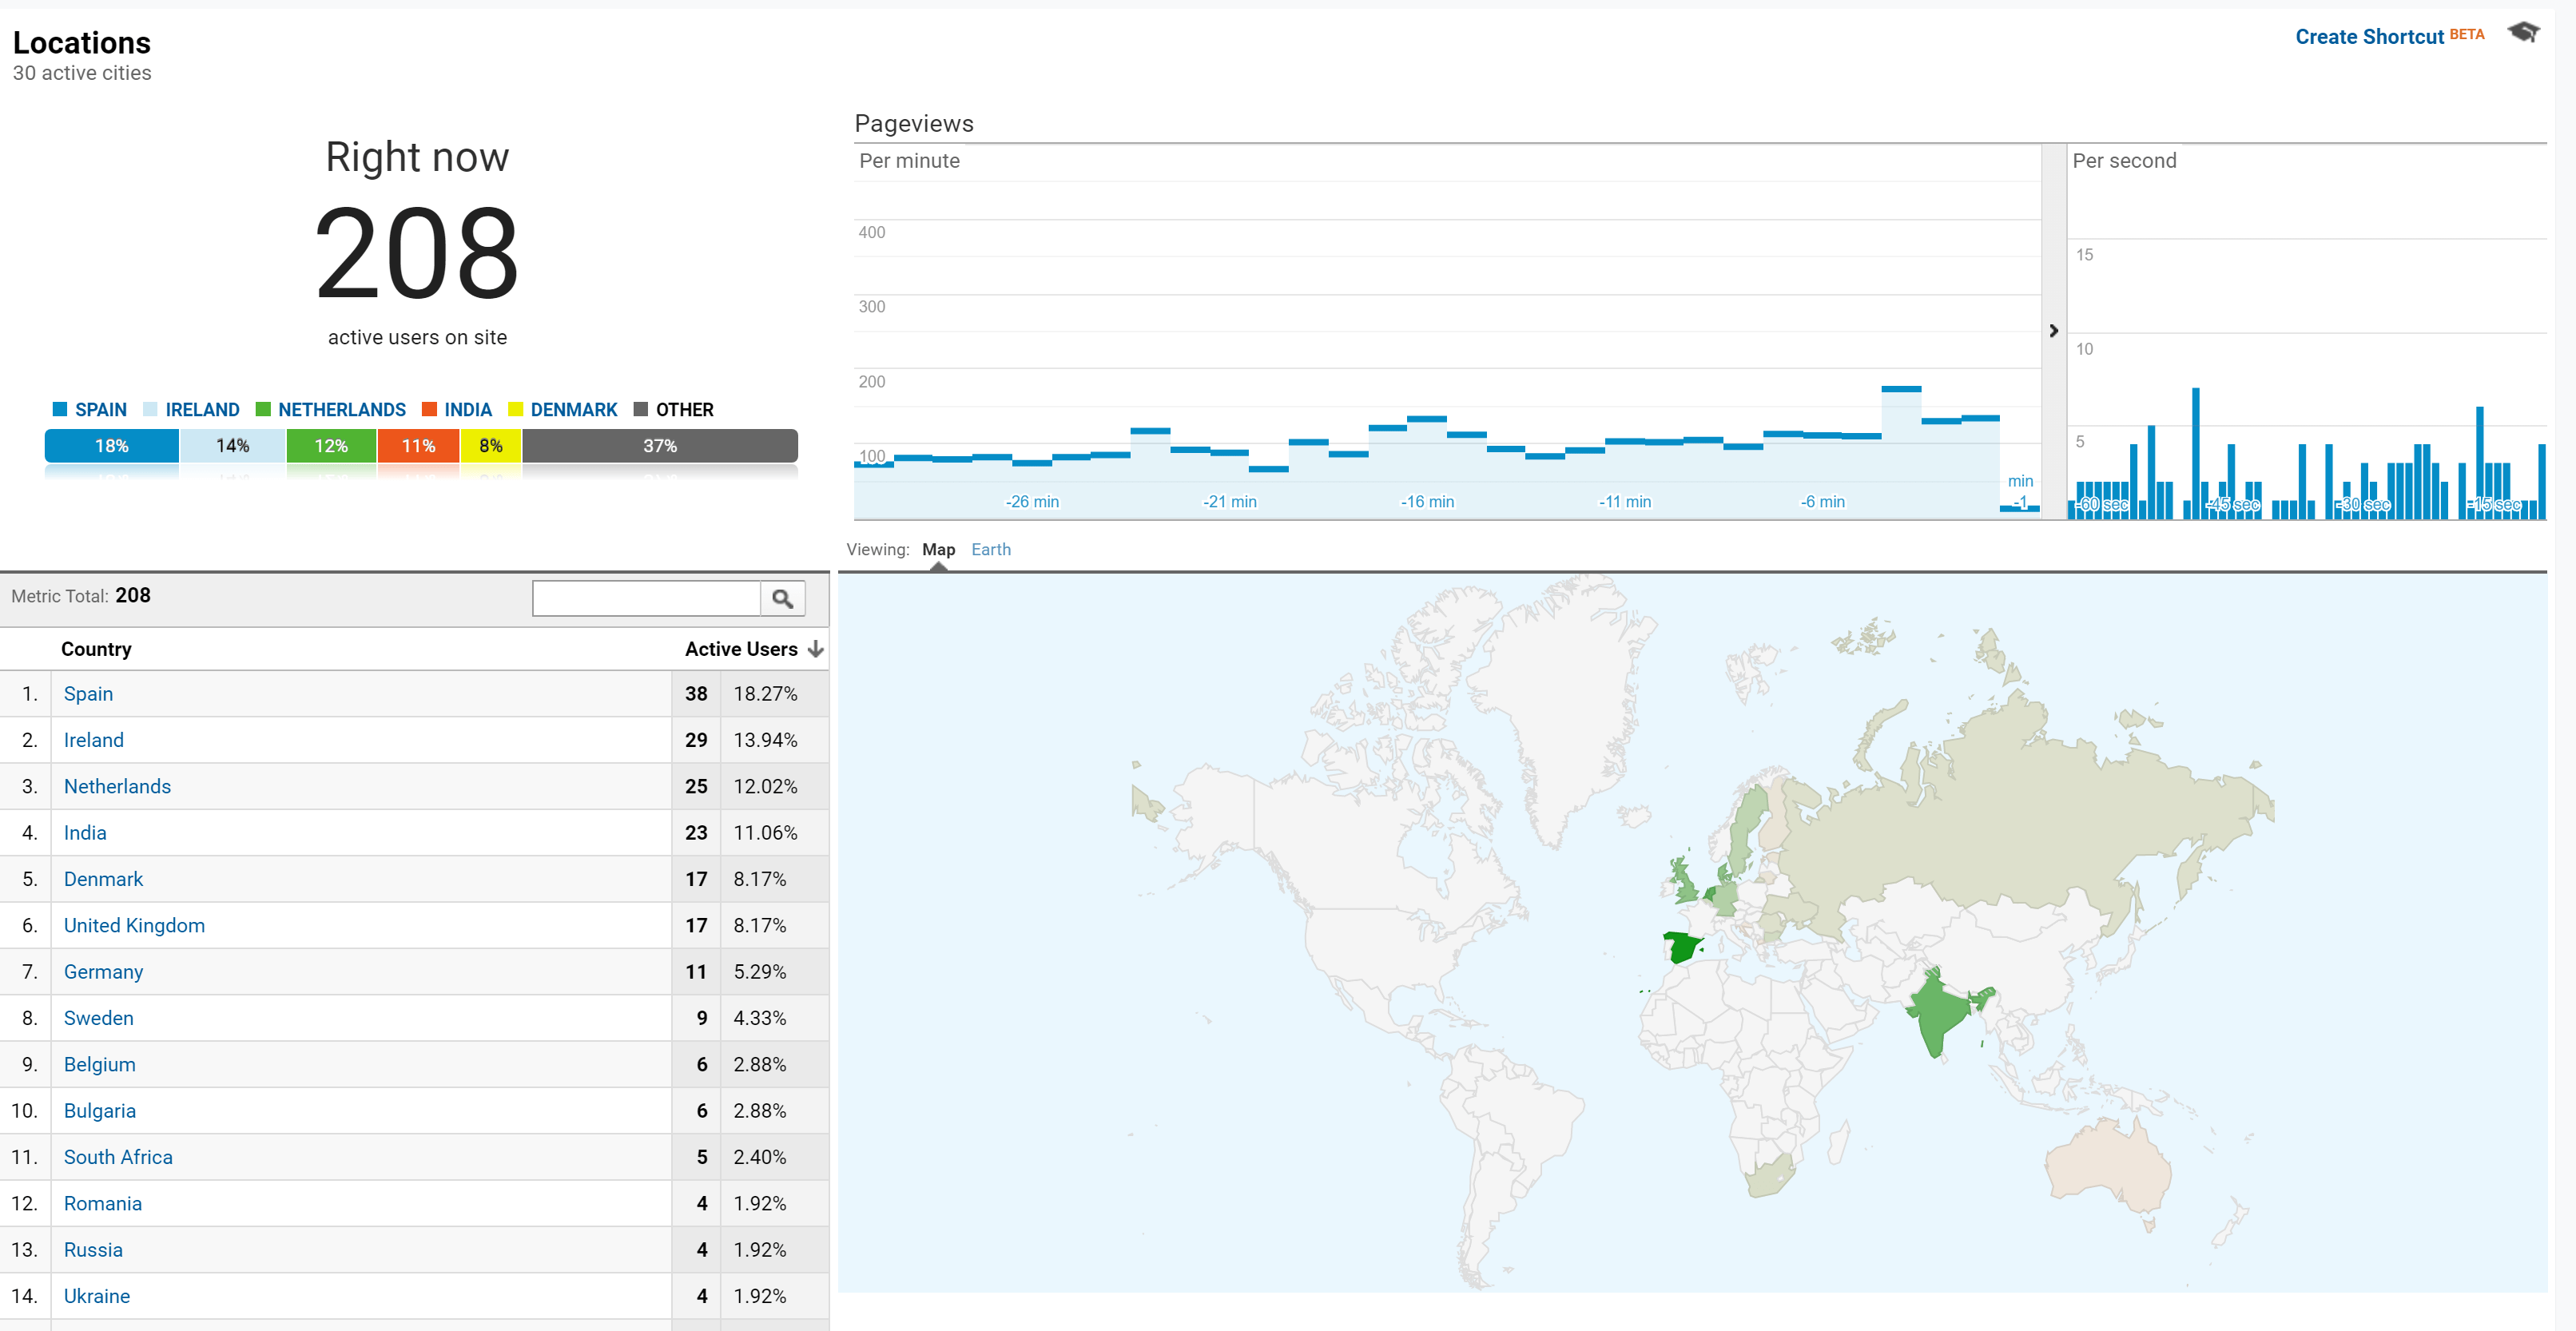 Locations
30 active cities
Create Shortcut BETA
Right now
208
active users on site
SPAIN IRELAND NETHERLANDS INDIA DENMARK OTHER
18% 14% 12% 11% 8% 37%
Pageviews
Per minute
400
300
200
100
-26 min -21 min -16 min -11 min -6 min
min
-1
Per second
15
10
5
-60 sec -45 sec -30 sec -15 sec
Viewing: Map Earth
Metric Total: 208
Country Active Users
1. Spain 38 18.27%
2. Ireland 29 13.94%
3. Netherlands 25 12.02%
4. India 23 11.06%
5. Denmark 17 8.17%
6. United Kingdom 17 8.17%
7. Germany 11 5.29%
8. Sweden 9 4.33%
9. Belgium 6 2.88%
10. Bulgaria 6 2.88%
11. South Africa 5 2.40%
12. Romania 4 1.92%
13. Russia 4 1.92%
14. Ukraine 4 1.92%